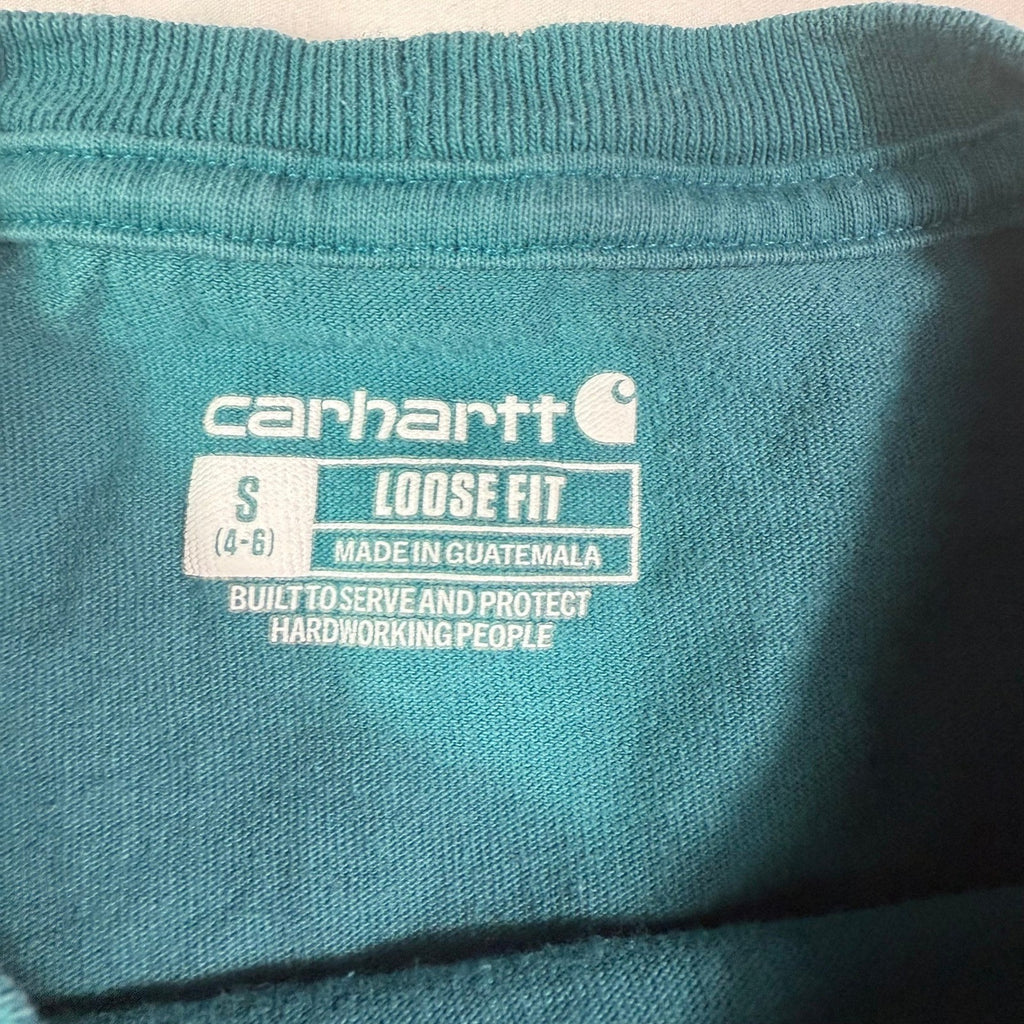 carhartt
S
(4-6)
LOOSE FIT
MADE IN GUATEMALA
BUILT TO SERVE AND PROTECT
HARDWORKING PEOPLE